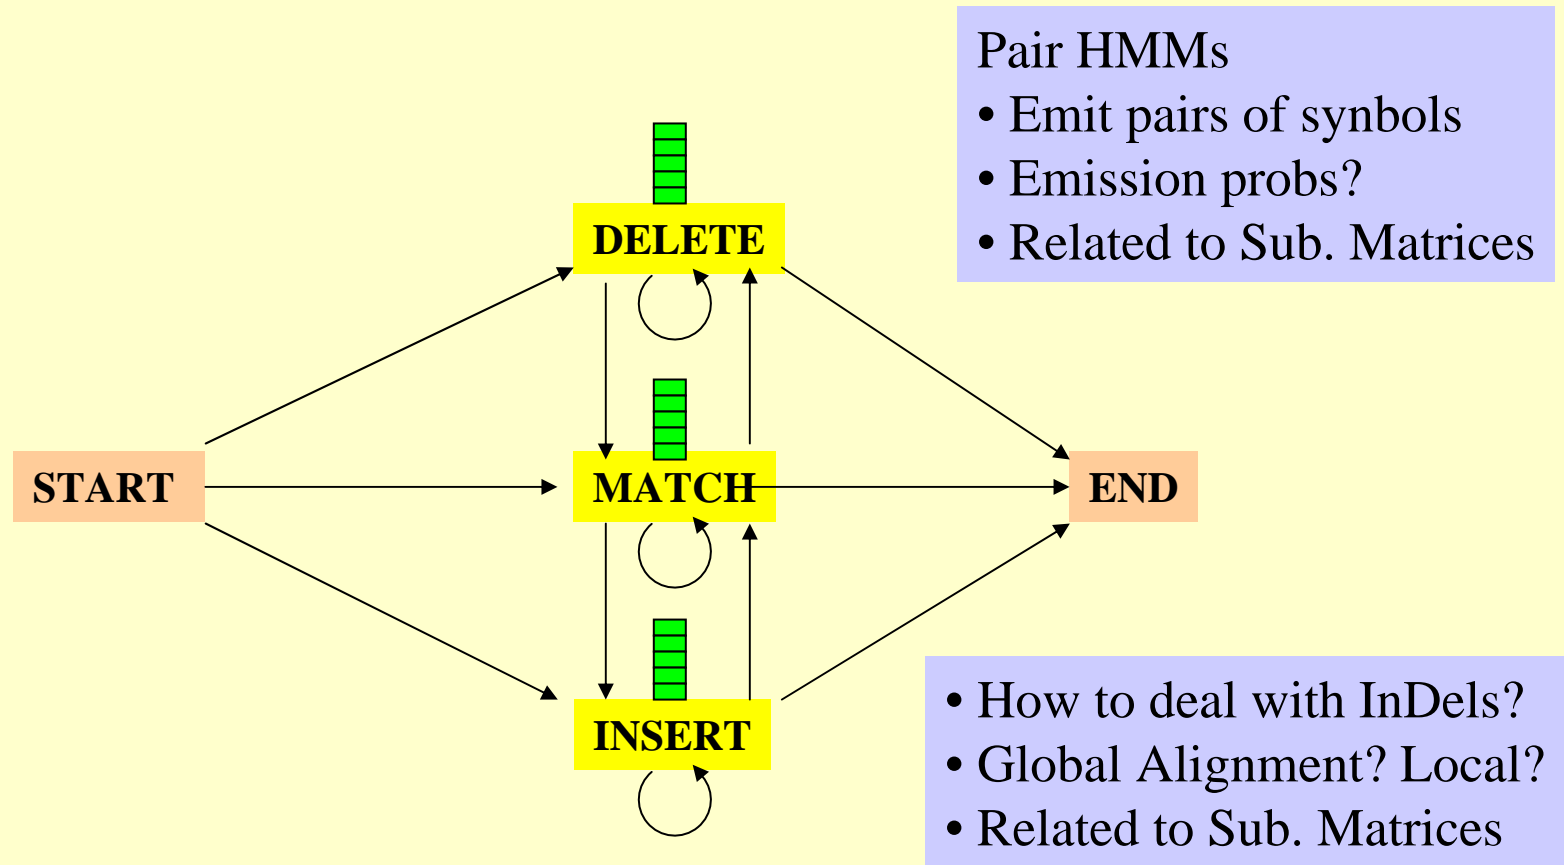 Pair HMMs
• Emit pairs of synbols
• Emission probs?
• Related to Sub. Matrices
DELETE
START
MATCH
END
INSERT
• How to deal with InDels?
• Global Alignment? Local?
• Related to Sub. Matrices